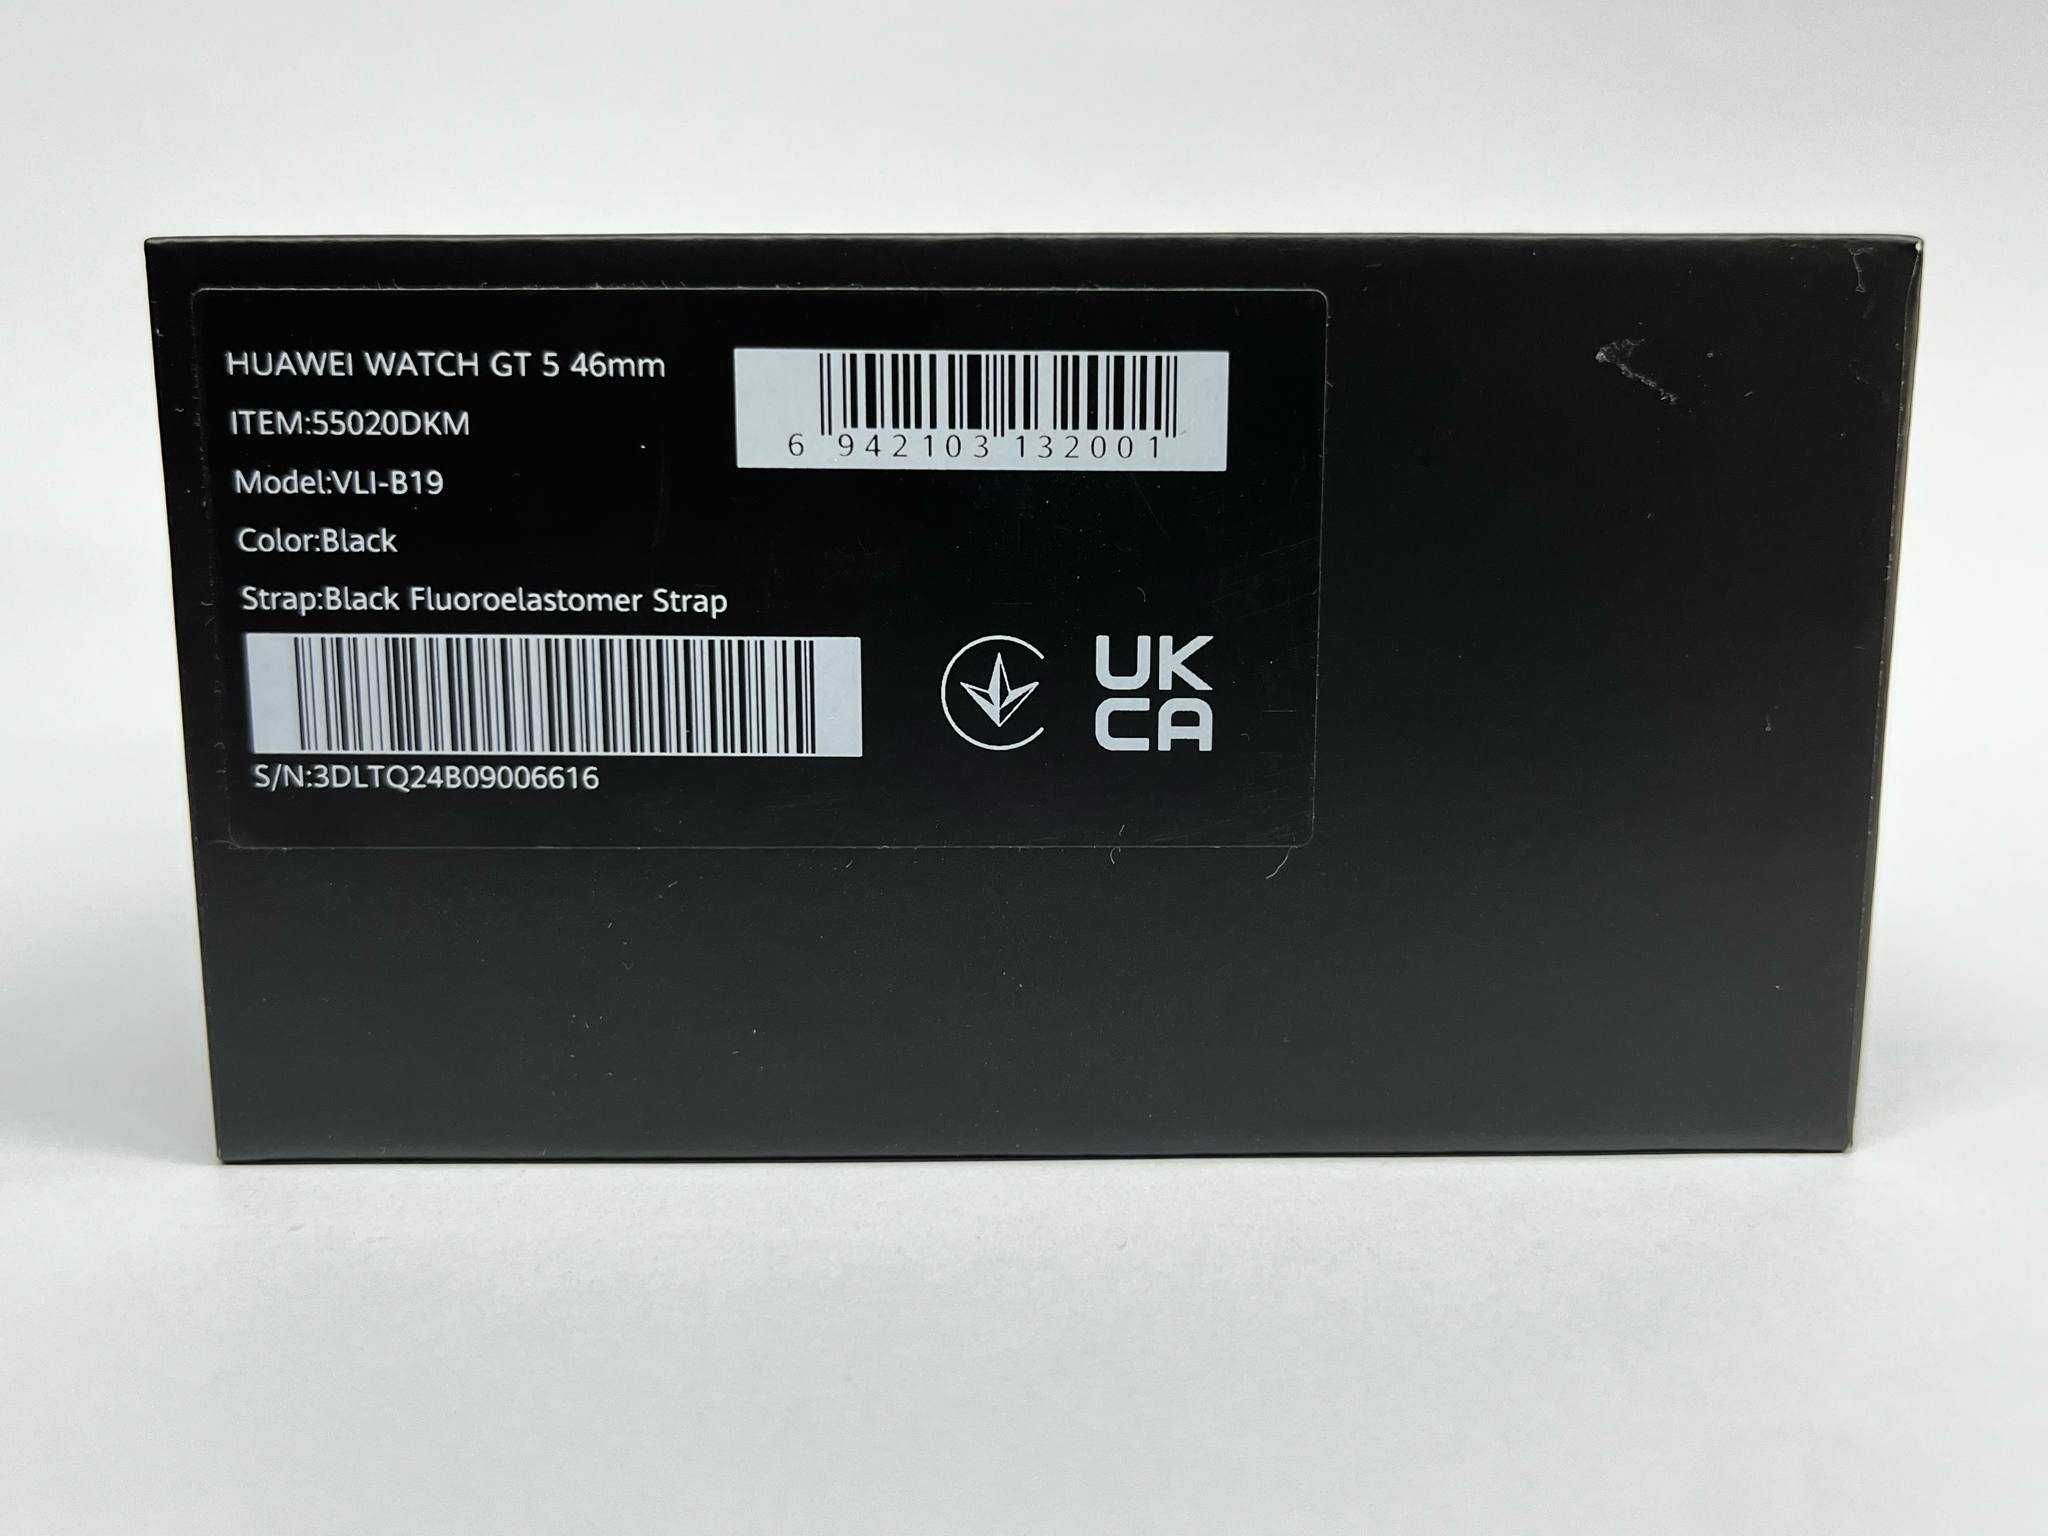 HUAWEI WATCH GT 5 46mm
ITEM:55020DKM
Model:VLI-B19
Color:Black
Strap:Black Fluoroelastomer Strap
S/N:3DLTQ24B09006616
6 942103 132001
UK
CA